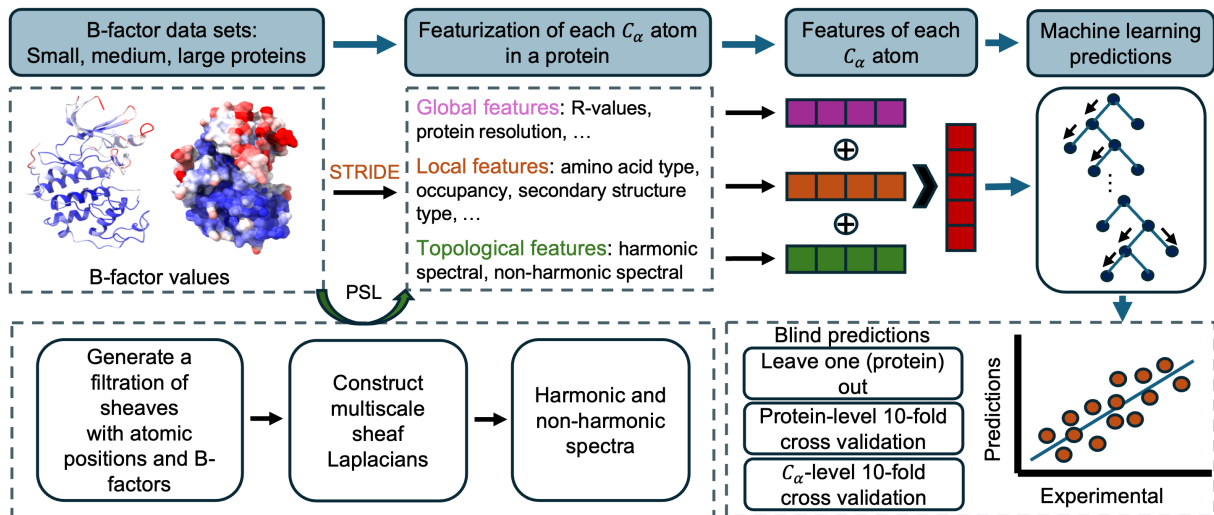 B-factor data sets:
Small, medium, large proteins
Featurization of each Cα atom
in a protein
Features of each
Cα atom
Machine learning
predictions
B-factor values
STRIDE
Global features: R-values,
protein resolution, …
Local features: amino acid type,
occupancy, secondary structure
type, …
Topological features: harmonic
spectral, non-harmonic spectral
PSL
Generate a
filtration of
sheaves
with atomic
positions and B-
factors
Construct
multiscale
sheaf
Laplacians
Harmonic and
non-harmonic
spectra
Blind predictions
Leave one (protein)
out
Protein-level 10-fold
cross validation
Cα-level 10-fold
cross validation
Predictions
Experimental